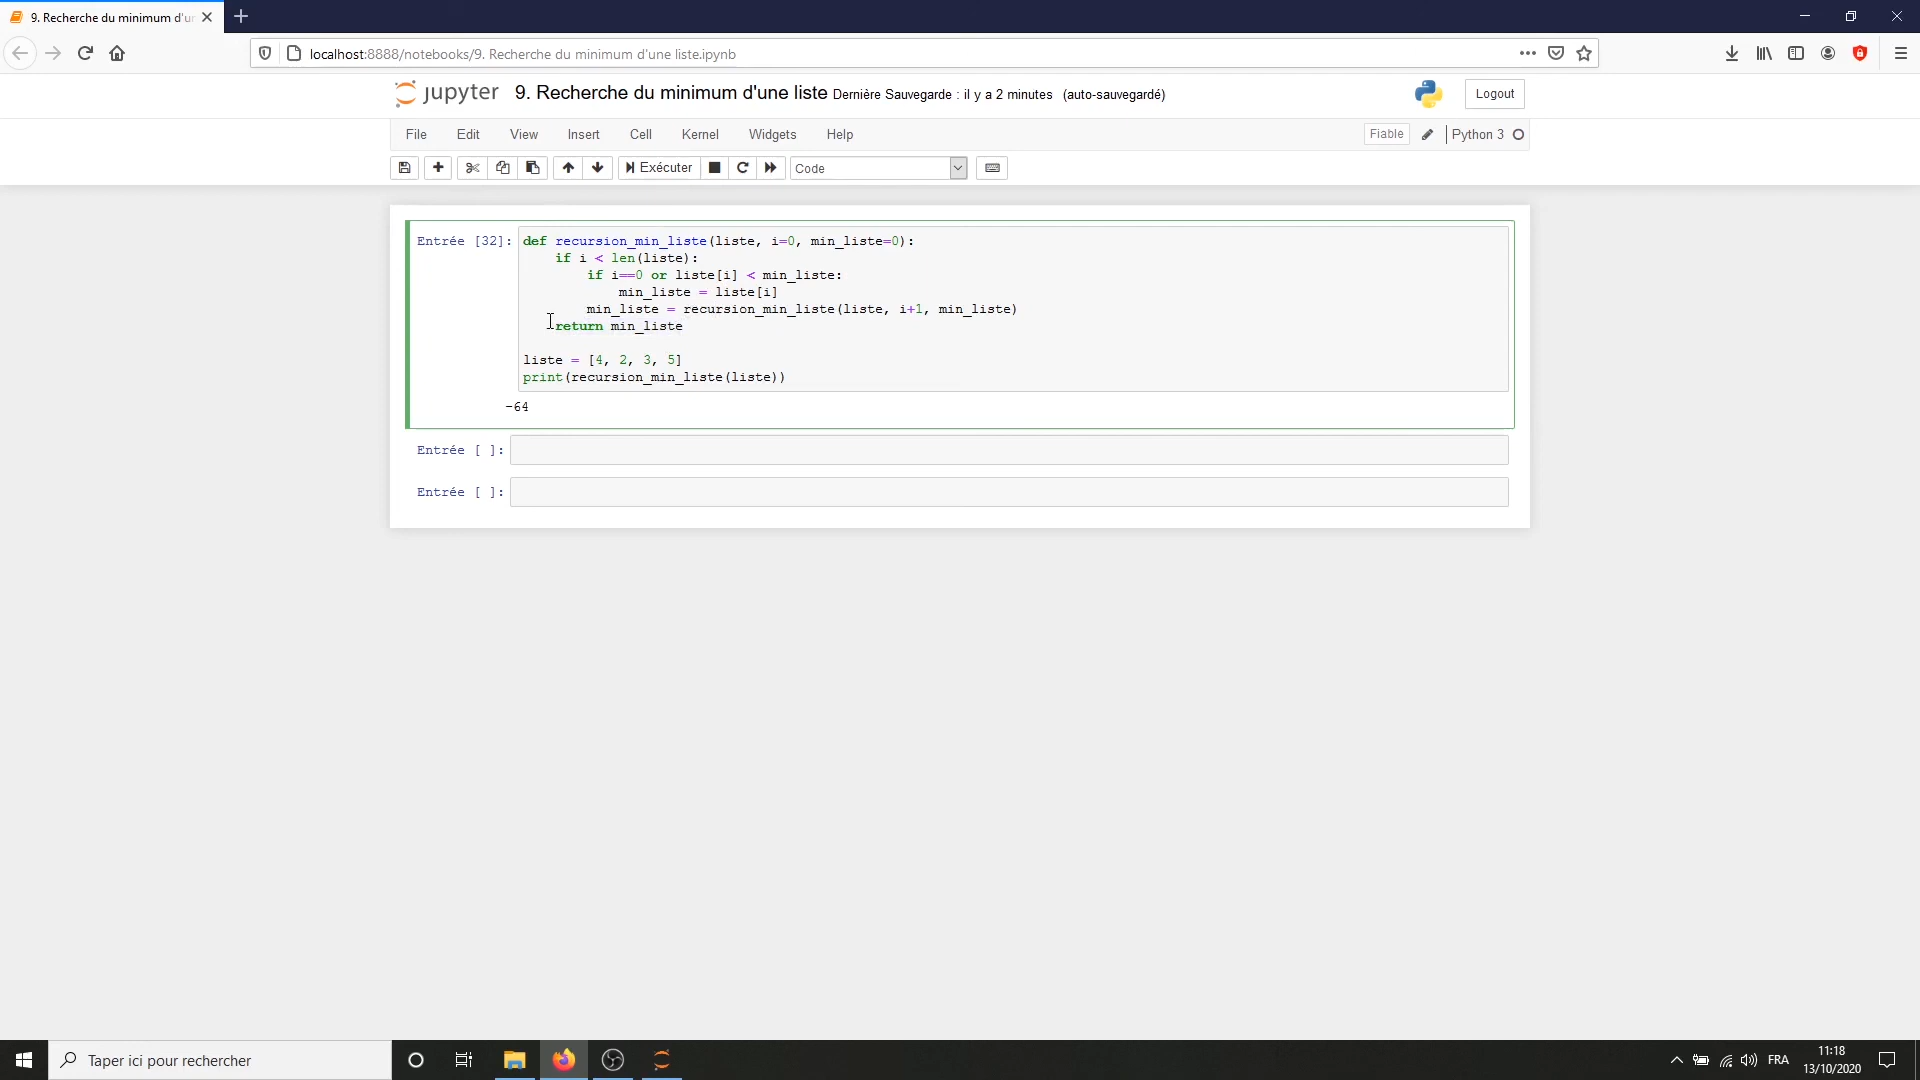 9. Recherche du minimum d'ur
localhost:8888/notebooks/9. Recherche du minimum d'une liste.ipynb
jupyter 9. Recherche du minimum d'une liste Dernière Sauvegarde : il y a 2 minutes (auto-sauvegardé)
Logout
File Edit View Insert Cell Kernel Widgets Help
Fiable Python 3
Exécuter Code
Entrée [32]: def recursion_min_liste(liste, i=0, min_liste=0):
if i < len(liste):
if i==0 or liste[i] < min_liste:
min_liste = liste[i]
min_liste = recursion_min_liste(liste, i+1, min_liste)
return min_liste
liste = [4, 2, 3, 5]
print(recursion_min_liste(liste))
-64
Entrée [ ]:
Entrée [ ]:
Taper ici pour rechercher
FRA
11:18
13/10/2020